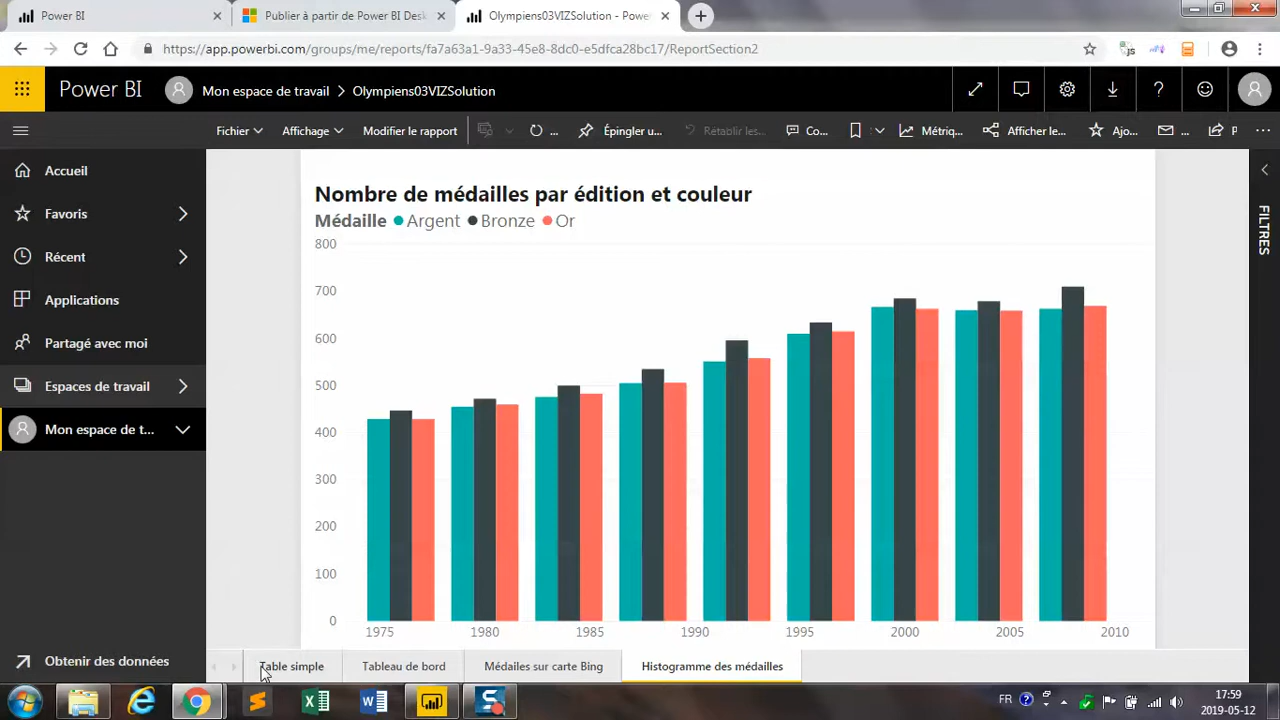 Power BI
Publier à partir de Power BI Desk
Olympiens03VIZSolution - Powe
https://app.powerbi.com/groups/me/reports/fa7a63a1-9a33-45e8-8dc0-e5dfca28bc17/ReportSection2
Power BI
Mon espace de travail > Olympiens03VIZSolution
Fichier
Affichage
Modifier le rapport
...
Épingler u...
Rétablir les...
Co...
Métriq...
Afficher le...
Ajo...
...
P
...
Accueil
Favoris
Récent
Applications
Partagé avec moi
Espaces de travail
Mon espace de t...
Obtenir des données
Nombre de médailles par édition et couleur
Médaille Argent Bronze Or
800
700
600
500
400
300
200
100
0
1975 1980 1985 1990 1995 2000 2005 2010
FILTRES
Table simple
Tableau de bord
Médailes sur carte Bing
Histogramme des médailles
FR
17:59
2019-05-12